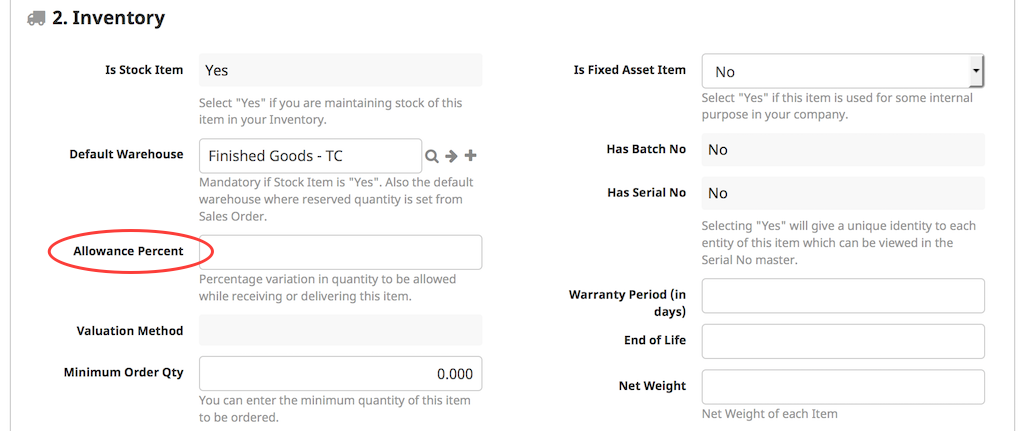 2. Inventory
Is Stock Item
Yes
Select "Yes" if you are maintaining stock of this
item in your Inventory.
Default Warehouse
Finished Goods - TC
Mandatory if Stock Item is "Yes". Also the default
warehouse where reserved quantity is set from
Sales Order.
Allowance Percent
Percentage variation in quantity to be allowed
while receiving or delivering this item.
Valuation Method
Minimum Order Qty
0.000
You can enter the minimum quantity of this item
to be ordered.
Is Fixed Asset Item
No
Select "Yes" if this item is used for some internal
purpose in your company.
Has Batch No
No
Has Serial No
No
Selecting "Yes" will give a unique identity to each
entity of this item which can be viewed in the
Serial No master.
Warranty Period (in
days)
End of Life
Net Weight
Net Weight of each Item